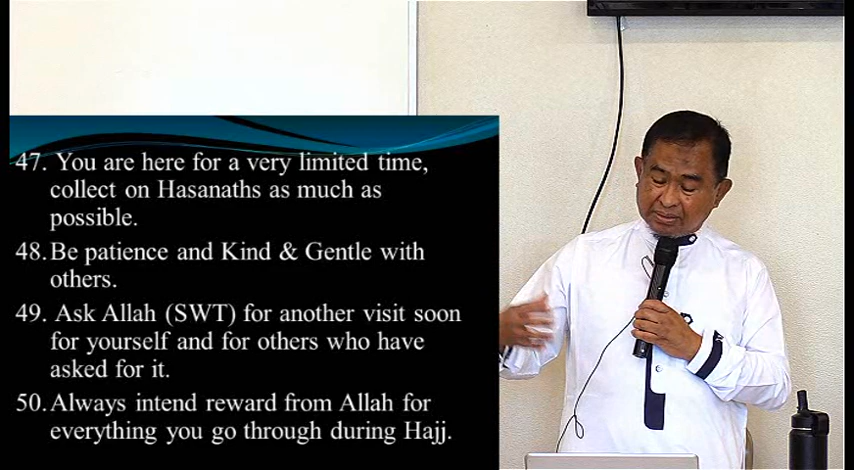 47. You are here for a very limited time,
collect on Hasanaths as much as
possible.
48. Be patience and Kind & Gentle with
others.
49. Ask Allah (SWT) for another visit soon
for yourself and for others who have
asked for it.
50. Always intend reward from Allah for
everything you go through during Hajj.